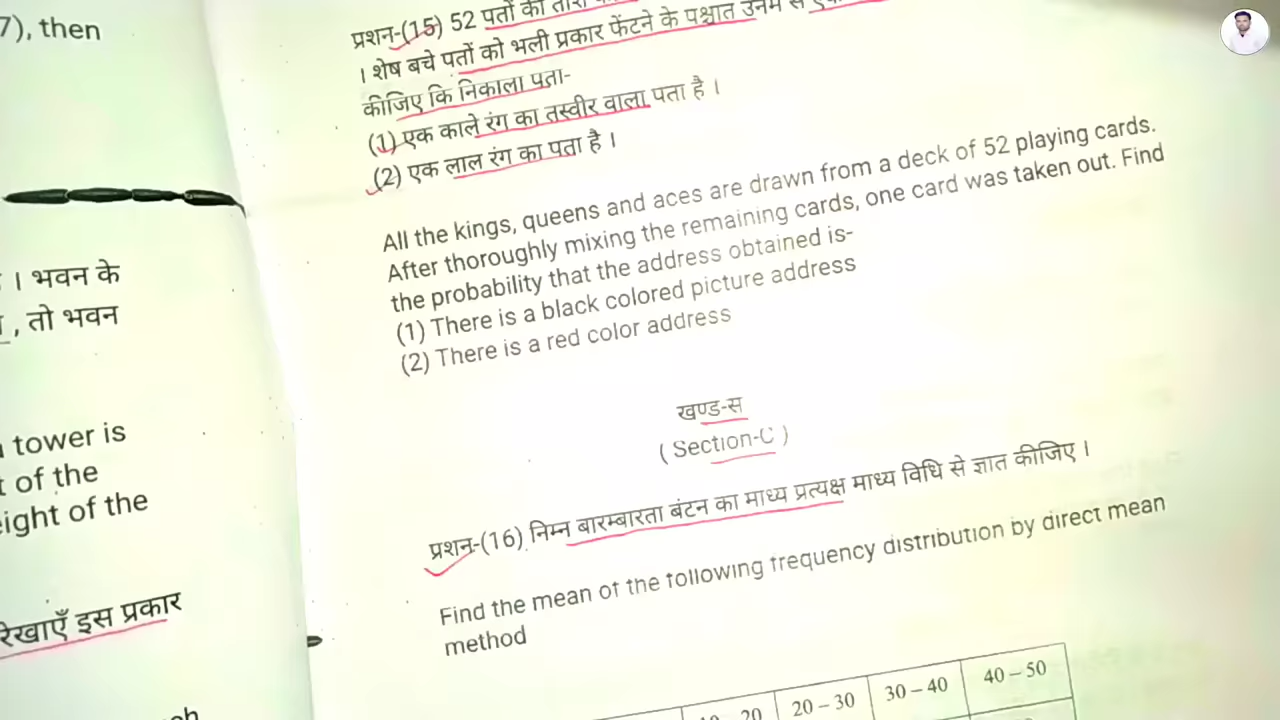 7), then
। भवन के
, तो भवन
tower is
of the
eight of the
रेखाएँ इस प्रकार
प्रशन-(15) 52 पतों की
। शेष बचे पतों को भली प्रकार फेंटने के पश्चात उनमें से
कीजिए कि निकाला पता-
(1) एक काले रंग का तस्वीर वाला पता है ।
(2) एक लाल रंग का पता है ।
All the kings, queens and aces are drawn from a deck of 52 playing cards.
After thoroughly mixing the remaining cards, one card was taken out. Find
the probability that the address obtained is-
(1) There is a black colored picture address
(2) There is a red color address
खण्ड-स
( Section-C )
प्रशन-(16) निम्न बारम्बारता बंटन का माध्य प्रत्यक्ष माध्य विधि से ज्ञात कीजिए ।
Find the mean of the following frequency distribution by direct mean
method
20 20 – 30 30 – 40 40 – 50